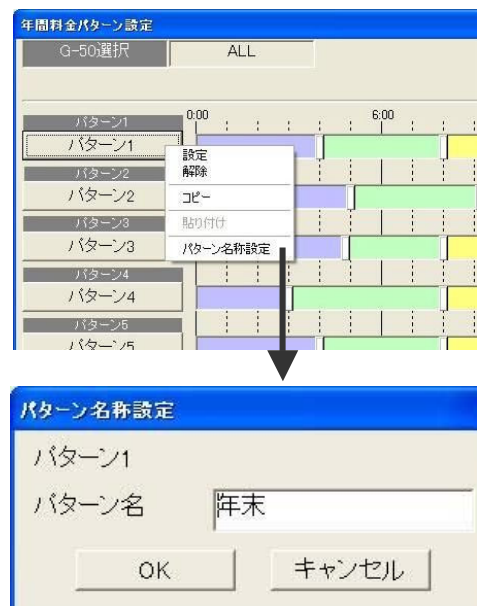 年間料金パターン設定
G-50選択 ALL
0:00 6:00
パターン1
パターン1
設定
解除
コピー
貼り付け
パターン名称設定
パターン2
パターン2
パターン3
パターン3
パターン4
パターン4
パターン5
パターン5
パターン名称設定
パターン1
パターン名 年末
OK キャンセル